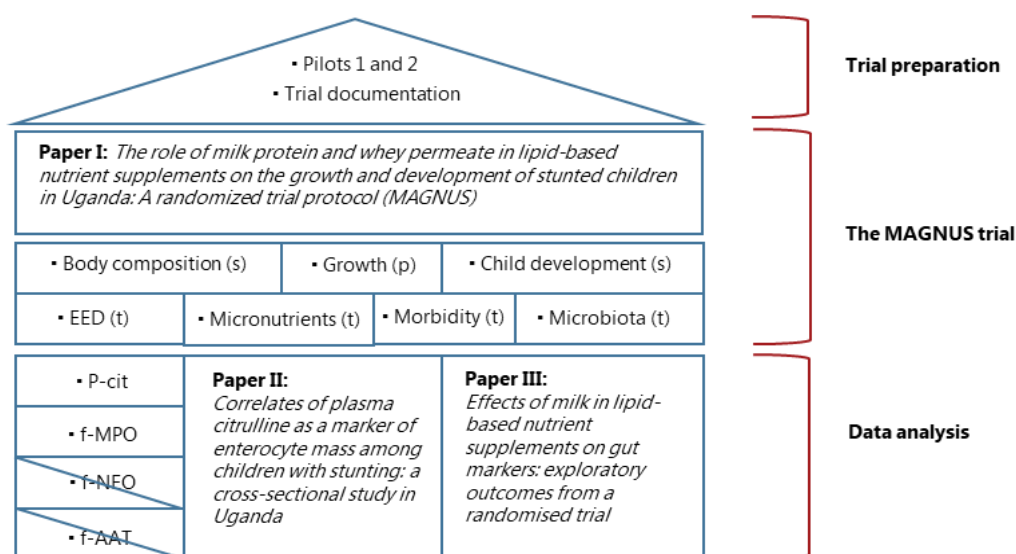 ▪ Pilots 1 and 2
▪ Trial documentation
Trial preparation
Paper I: The role of milk protein and whey permeate in lipid-based
nutrient supplements on the growth and development of stunted children
in Uganda: A randomized trial protocol (MAGNUS)
The MAGNUS trial
▪ Body composition (s)
▪ Growth (p)
▪ Child development (s)
▪ EED (t)
▪ Micronutrients (t)
▪ Morbidity (t)
▪ Microbiota (t)
▪ P-cit
▪ f-MPO
▪ f-NEO
▪ f-AAT
Paper II:
Correlates of plasma
citrulline as a marker of
enterocyte mass among
children with stunting: a
cross-sectional study in
Uganda
Paper III:
Effects of milk in lipid-
based nutrient
supplements on gut
markers: exploratory
outcomes from a
randomised trial
Data analysis